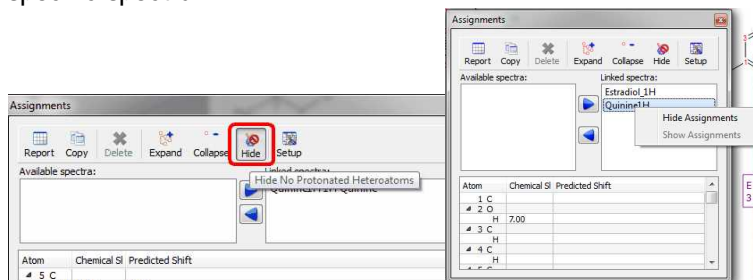 Assignments
Report Copy Delete Expand Collapse Hide Setup
Available spectra:
Hide No Protonated Heteroatoms
Atom Chemical Sl Predicted Shift
5 C
Assignments
Report Copy Delete Expand Collapse Hide Setup
Available spectra: Linked spectra:
Estradiol_1H
Quinine1H
Hide Assignments
Show Assignments
Atom Chemical Sl Predicted Shift
1 C
2 O
H 7.00
3 C
H
4 C
H
E
3